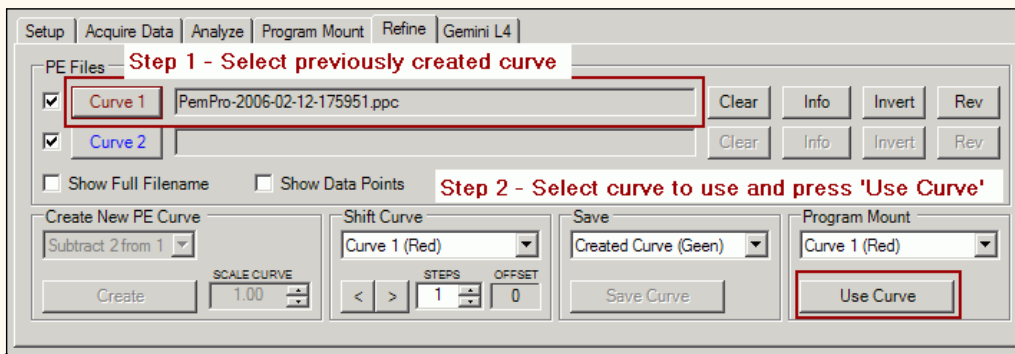 Setup Acquire Data Analyze Program Mount Refine Gemini L4
Step 1 - Select previously created curve
PE Files
Curve 1 PemPro-2006-02-12-175951.ppc Clear Info Invert Rev
Curve 2 Clear Info Invert Rev
Show Full Filename Show Data Points Step 2 - Select curve to use and press 'Use Curve'
Create New PE Curve Shift Curve Save Program Mount
Subtract 2 from 1 Curve 1 (Red) Created Curve (Geen) Curve 1 (Red)
SCALE CURVE STEPS OFFSET
Create 1.00 < > 1 0 Save Curve Use Curve